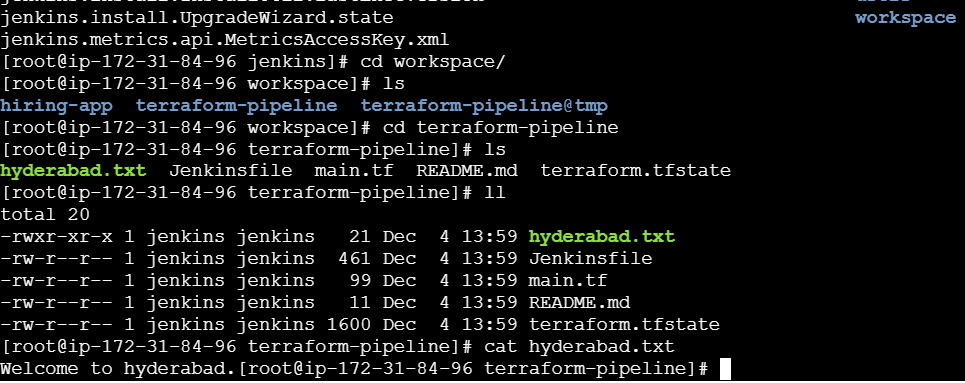 jenkins.install.UpgradeWizard.state workspace
jenkins.metrics.api.MetricsAccessKey.xml
[root@ip-172-31-84-96 jenkins]# cd workspace/
[root@ip-172-31-84-96 workspace]# ls
hiring-app terraform-pipeline terraform-pipeline@tmp
[root@ip-172-31-84-96 workspace]# cd terraform-pipeline
[root@ip-172-31-84-96 terraform-pipeline]# ls
hyderabad.txt Jenkinsfile main.tf README.md terraform.tfstate
[root@ip-172-31-84-96 terraform-pipeline]# ll
total 20
-rwxr-xr-x 1 jenkins jenkins 21 Dec 4 13:59 hyderabad.txt
-rw-r--r-- 1 jenkins jenkins 461 Dec 4 13:59 Jenkinsfile
-rw-r--r-- 1 jenkins jenkins 99 Dec 4 13:59 main.tf
-rw-r--r-- 1 jenkins jenkins 11 Dec 4 13:59 README.md
-rw-r--r-- 1 jenkins jenkins 1600 Dec 4 13:59 terraform.tfstate
[root@ip-172-31-84-96 terraform-pipeline]# cat hyderabad.txt
Welcome to hyderabad.[root@ip-172-31-84-96 terraform-pipeline]#